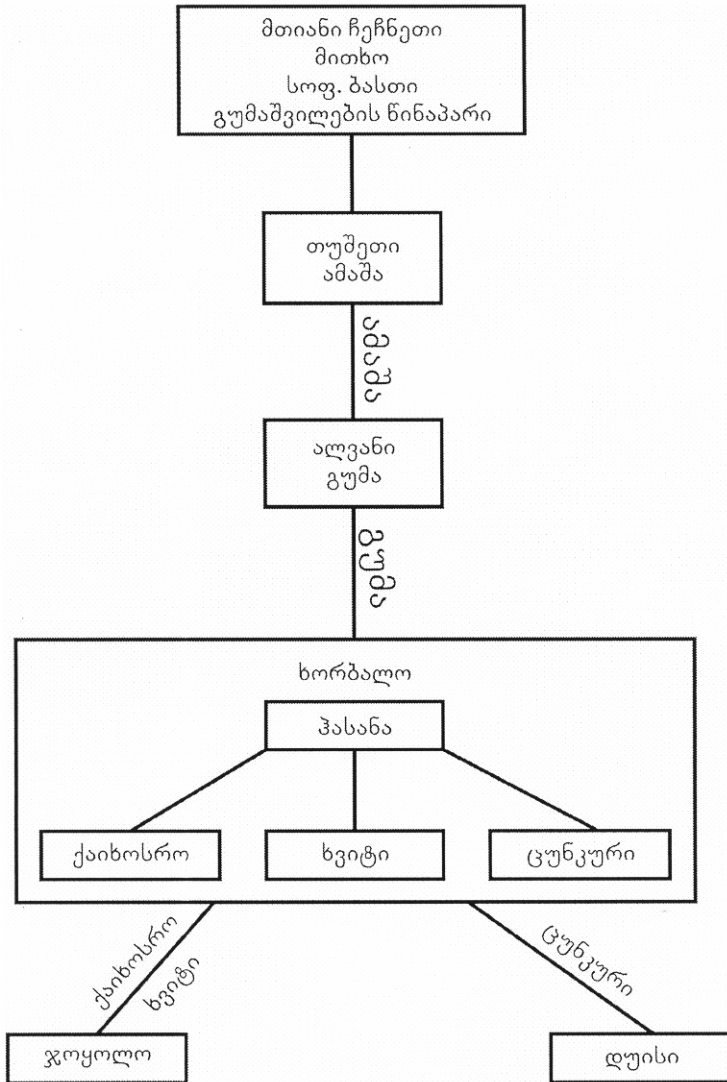 მთიანი ჩეჩნეთი
მითხო
სოფ. ბასთი
გუმაშვილების წინაპარი
თუშეთი
ამაშა
ამაშა
ალვანი
გუმა
გუმა
ხორბალო
ჰასანა
ქაიხოსრო
ხვიტი
ცუნკური
ქაიხოსრო
ხვიტი
ცუნკური
ჯოყოლო
დუისი